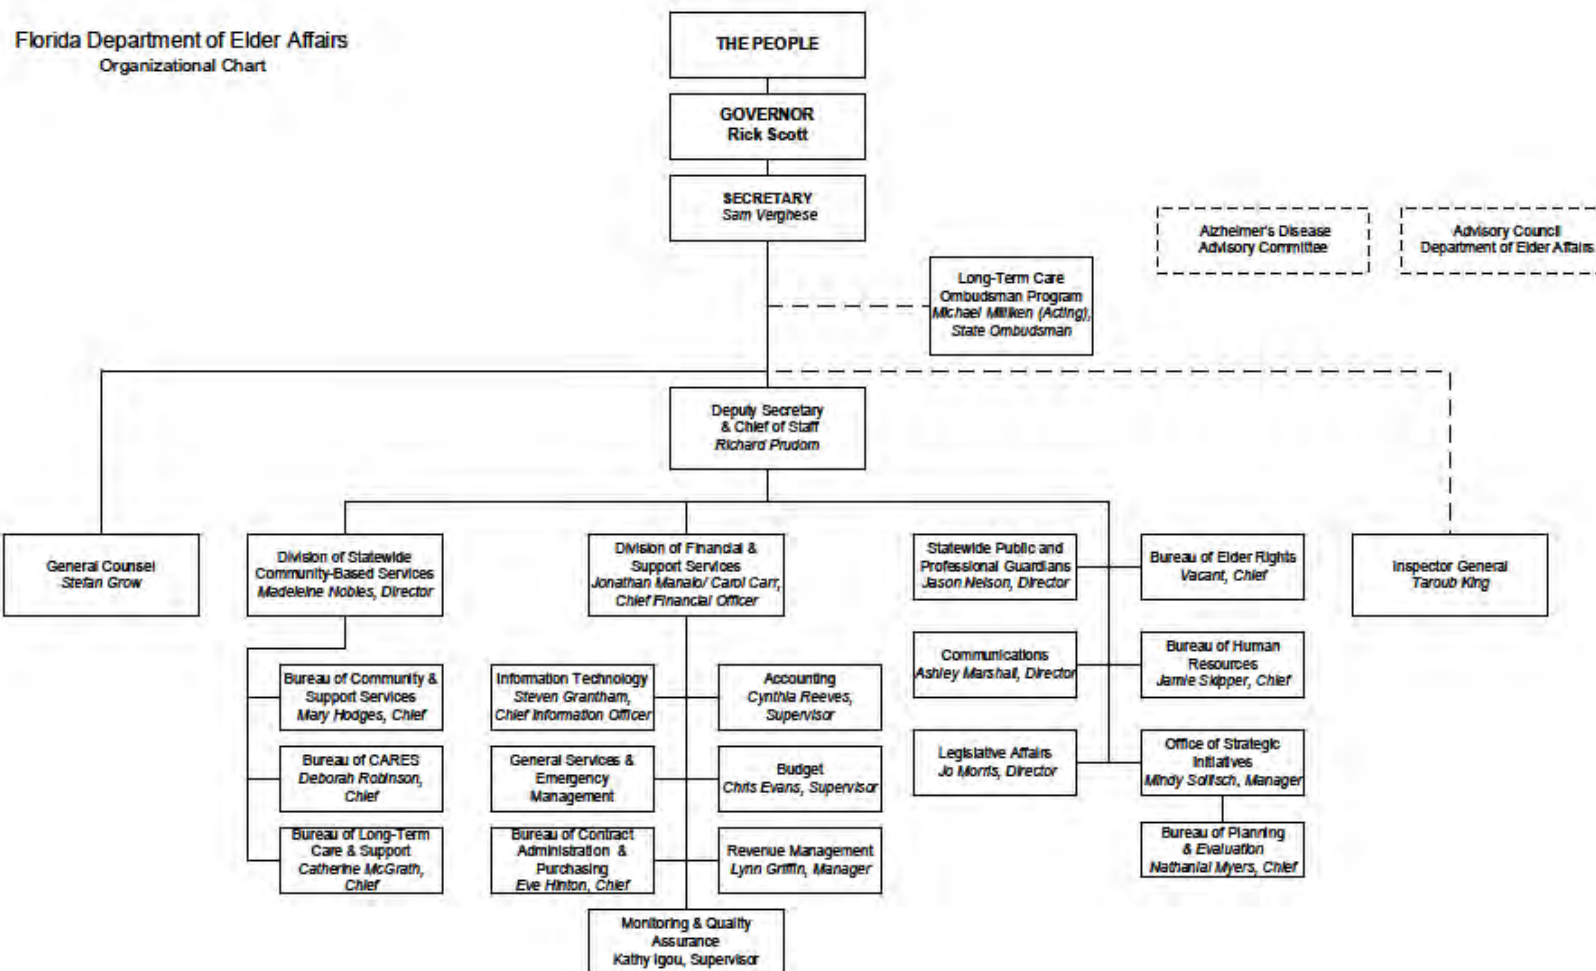 Florida Department of Elder Affairs
Organizational Chart
THE PEOPLE
GOVERNOR
Rick Scott
SECRETARY
Sam Verghese
Alzheimer's Disease
Advisory Committee
Advisory Council
Department of Elder Affairs
Long-Term Care
Ombudsman Program
Michael Milliken (Acting),
State Ombudsman
Deputy Secretary
& Chief of Staff
Richard Prudom
General Counsel
Stefan Grow
Division of Statewide
Community-Based Services
Madeleine Nobles, Director
Division of Financial &
Support Services
Jonathan Manalo/ Carol Carr,
Chief Financial Officer
Statewide Public and
Professional Guardians
Jason Nelson, Director
Bureau of Elder Rights
Vacant, Chief
Inspector General
Taroub King
Bureau of Community &
Support Services
Mary Hodges, Chief
Information Technology
Steven Grantham,
Chief Information Officer
Accounting
Cynthia Reeves,
Supervisor
Communications
Ashley Marshall, Director
Bureau of Human
Resources
Jamie Skipper, Chief
Bureau of CARES
Deborah Robinson,
Chief
General Services &
Emergency
Management
Budget
Chris Evans, Supervisor
Legislative Affairs
Jo Morris, Director
Office of Strategic
Initiatives
Mindy Sollisch, Manager
Bureau of Long-Term
Care & Support
Catherine McGrath,
Chief
Bureau of Contract
Administration &
Purchasing
Eve Hinton, Chief
Revenue Management
Lynn Griffin, Manager
Bureau of Planning
& Evaluation
Nathanial Myers, Chief
Monitoring & Quality
Assurance
Kathy Igou, Supervisor